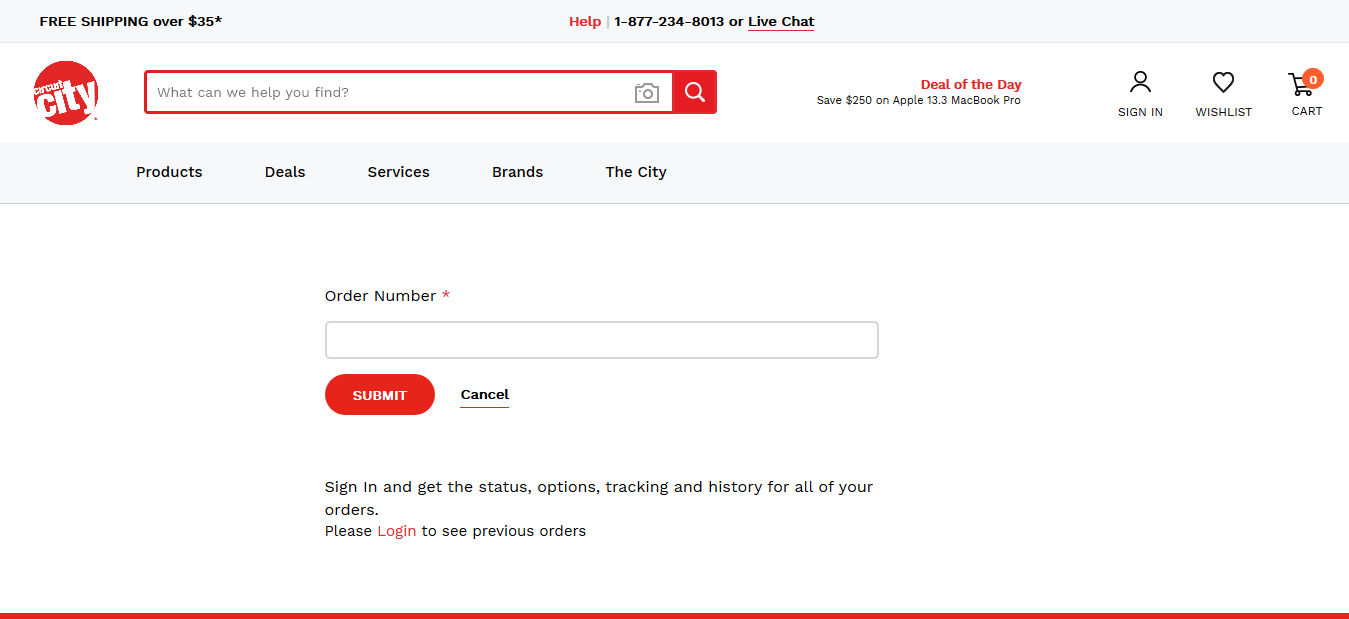 FREE SHIPPING over $35*
Help | 1-877-234-8013 or Live Chat
circuit
city
What can we help you find?
Deal of the Day
Save $250 on Apple 13.3 MacBook Pro
SIGN IN
WISHLIST
0
CART
Products
Deals
Services
Brands
The City
Order Number *
SUBMIT
Cancel
Sign In and get the status, options, tracking and history for all of your
orders.
Please Login to see previous orders